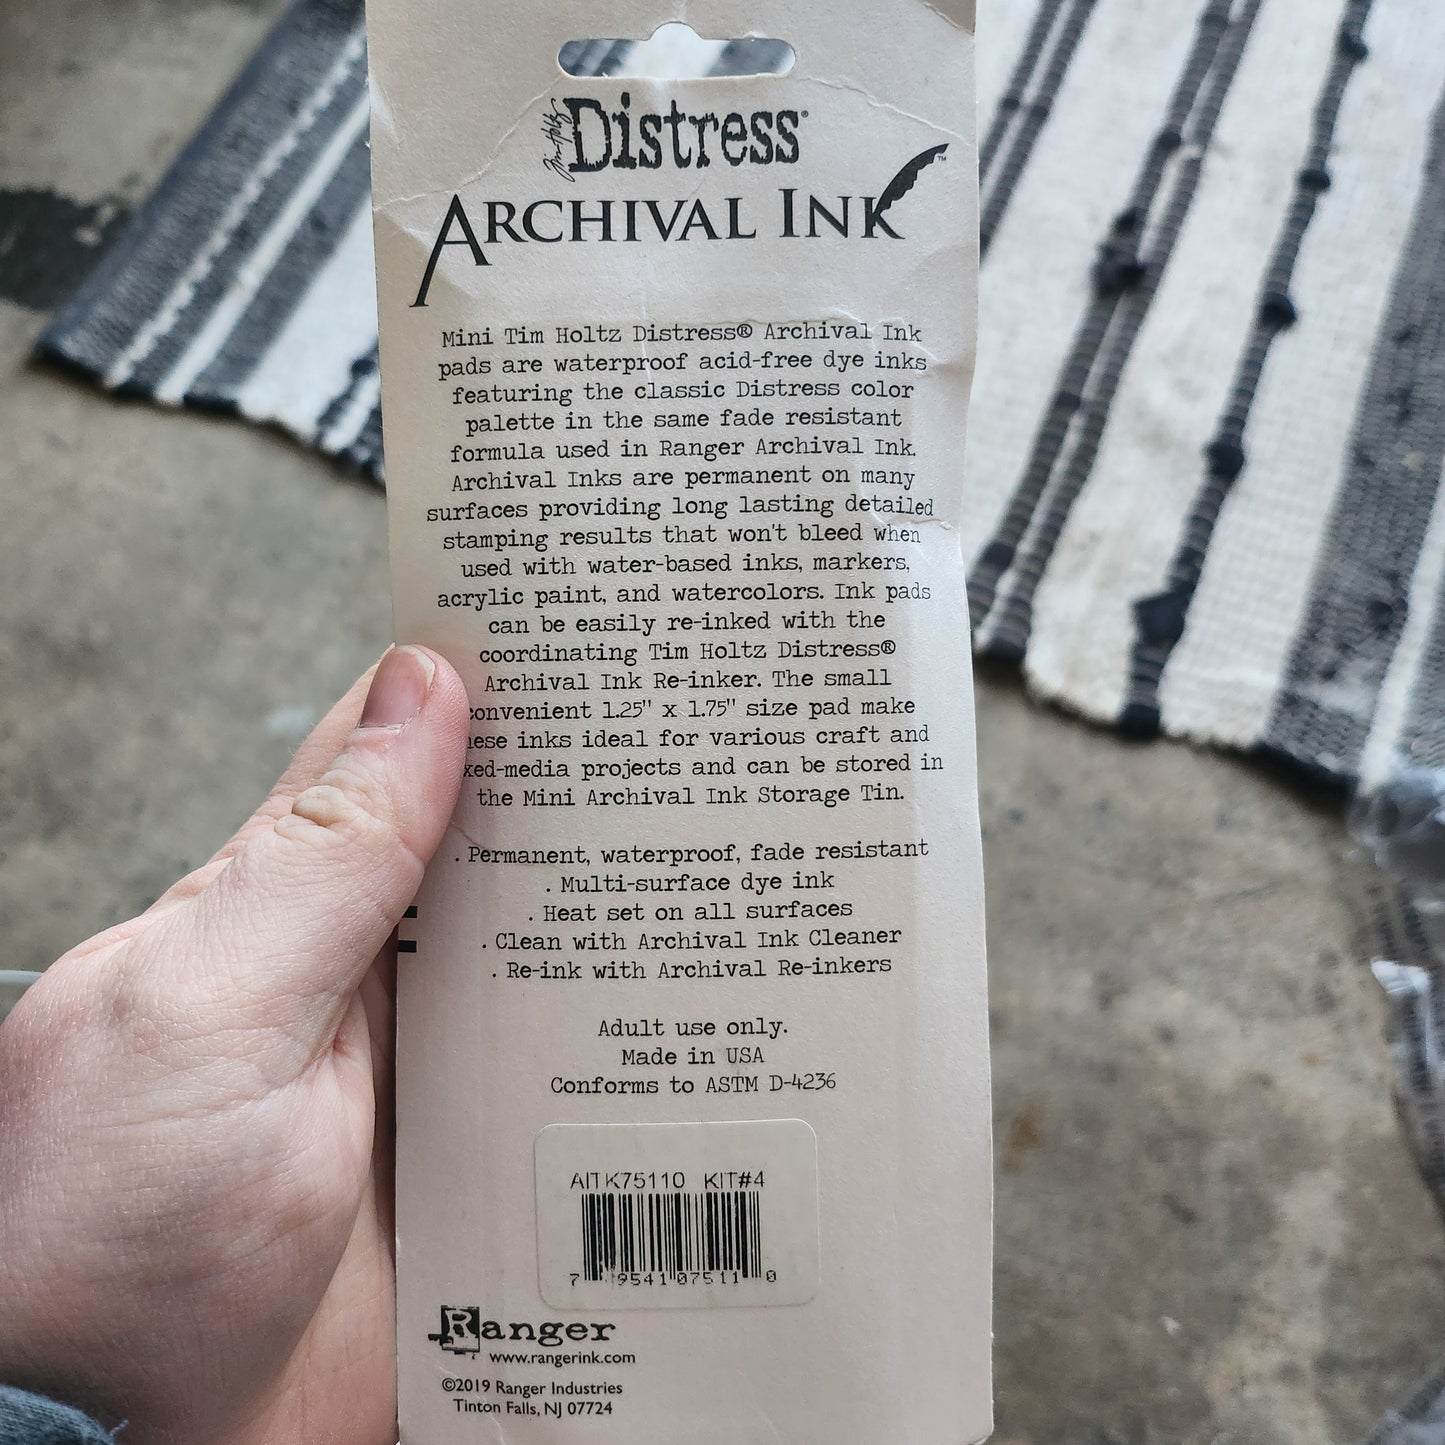 Tim Holtz
Distress®
ARCHIVAL INK™
Mini Tim Holtz Distress® Archival Ink
pads are waterproof acid-free dye inks
featuring the classic Distress color
palette in the same fade resistant
formula used in Ranger Archival Ink.
Archival Inks are permanent on many
surfaces providing long lasting detailed
stamping results that won't bleed when
used with water-based inks, markers,
acrylic paint, and watercolors. Ink pads
can be easily re-inked with the
coordinating Tim Holtz Distress®
Archival Ink Re-inker. The small
convenient 1.25" x 1.75" size pad make
inks ideal for various craft and
projects and can be stored in
the Mini Archival Ink Storage Tin.
. Permanent, waterproof, fade resistant
. Multi-surface dye ink
. Heat set on all surfaces
. Clean with Archival Ink Cleaner
. Re-ink with Archival Re-inkers
Adult use only.
Made in USA
Conforms to ASTM D-4236
AITK75110 KIT#4
7 89541 07511 0
Ranger
www.rangerink.com
©2019 Ranger Industries
Tinton Falls, NJ 07724